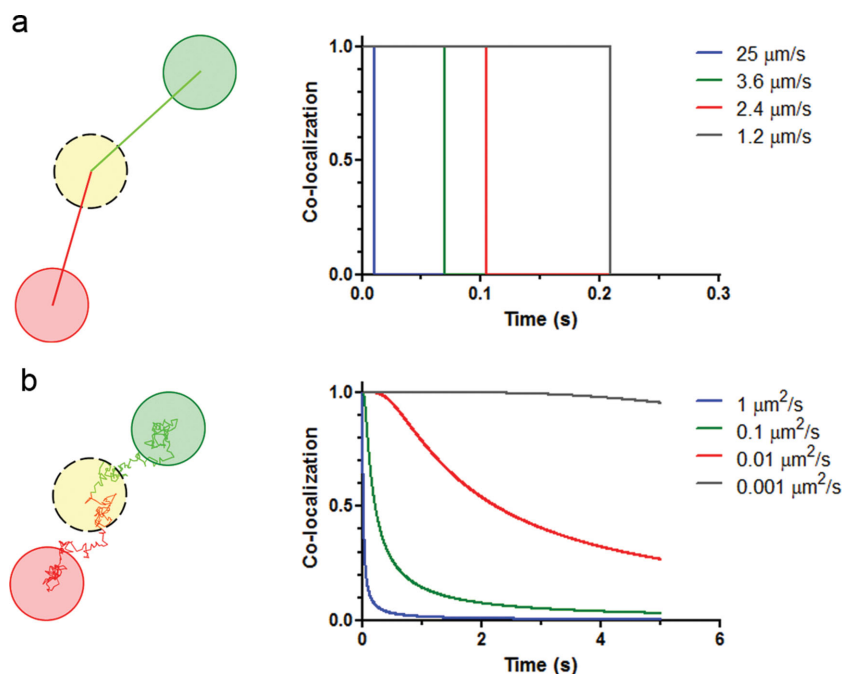 a
Co-localization
1.0
0.5
0.0
0.0 0.1 0.2 0.3
Time (s)
25 μm/s
3.6 μm/s
2.4 μm/s
1.2 μm/s
b
Co-localization
1.0
0.5
0.0
0 2 4 6
Time (s)
1 μm²/s
0.1 μm²/s
0.01 μm²/s
0.001 μm²/s